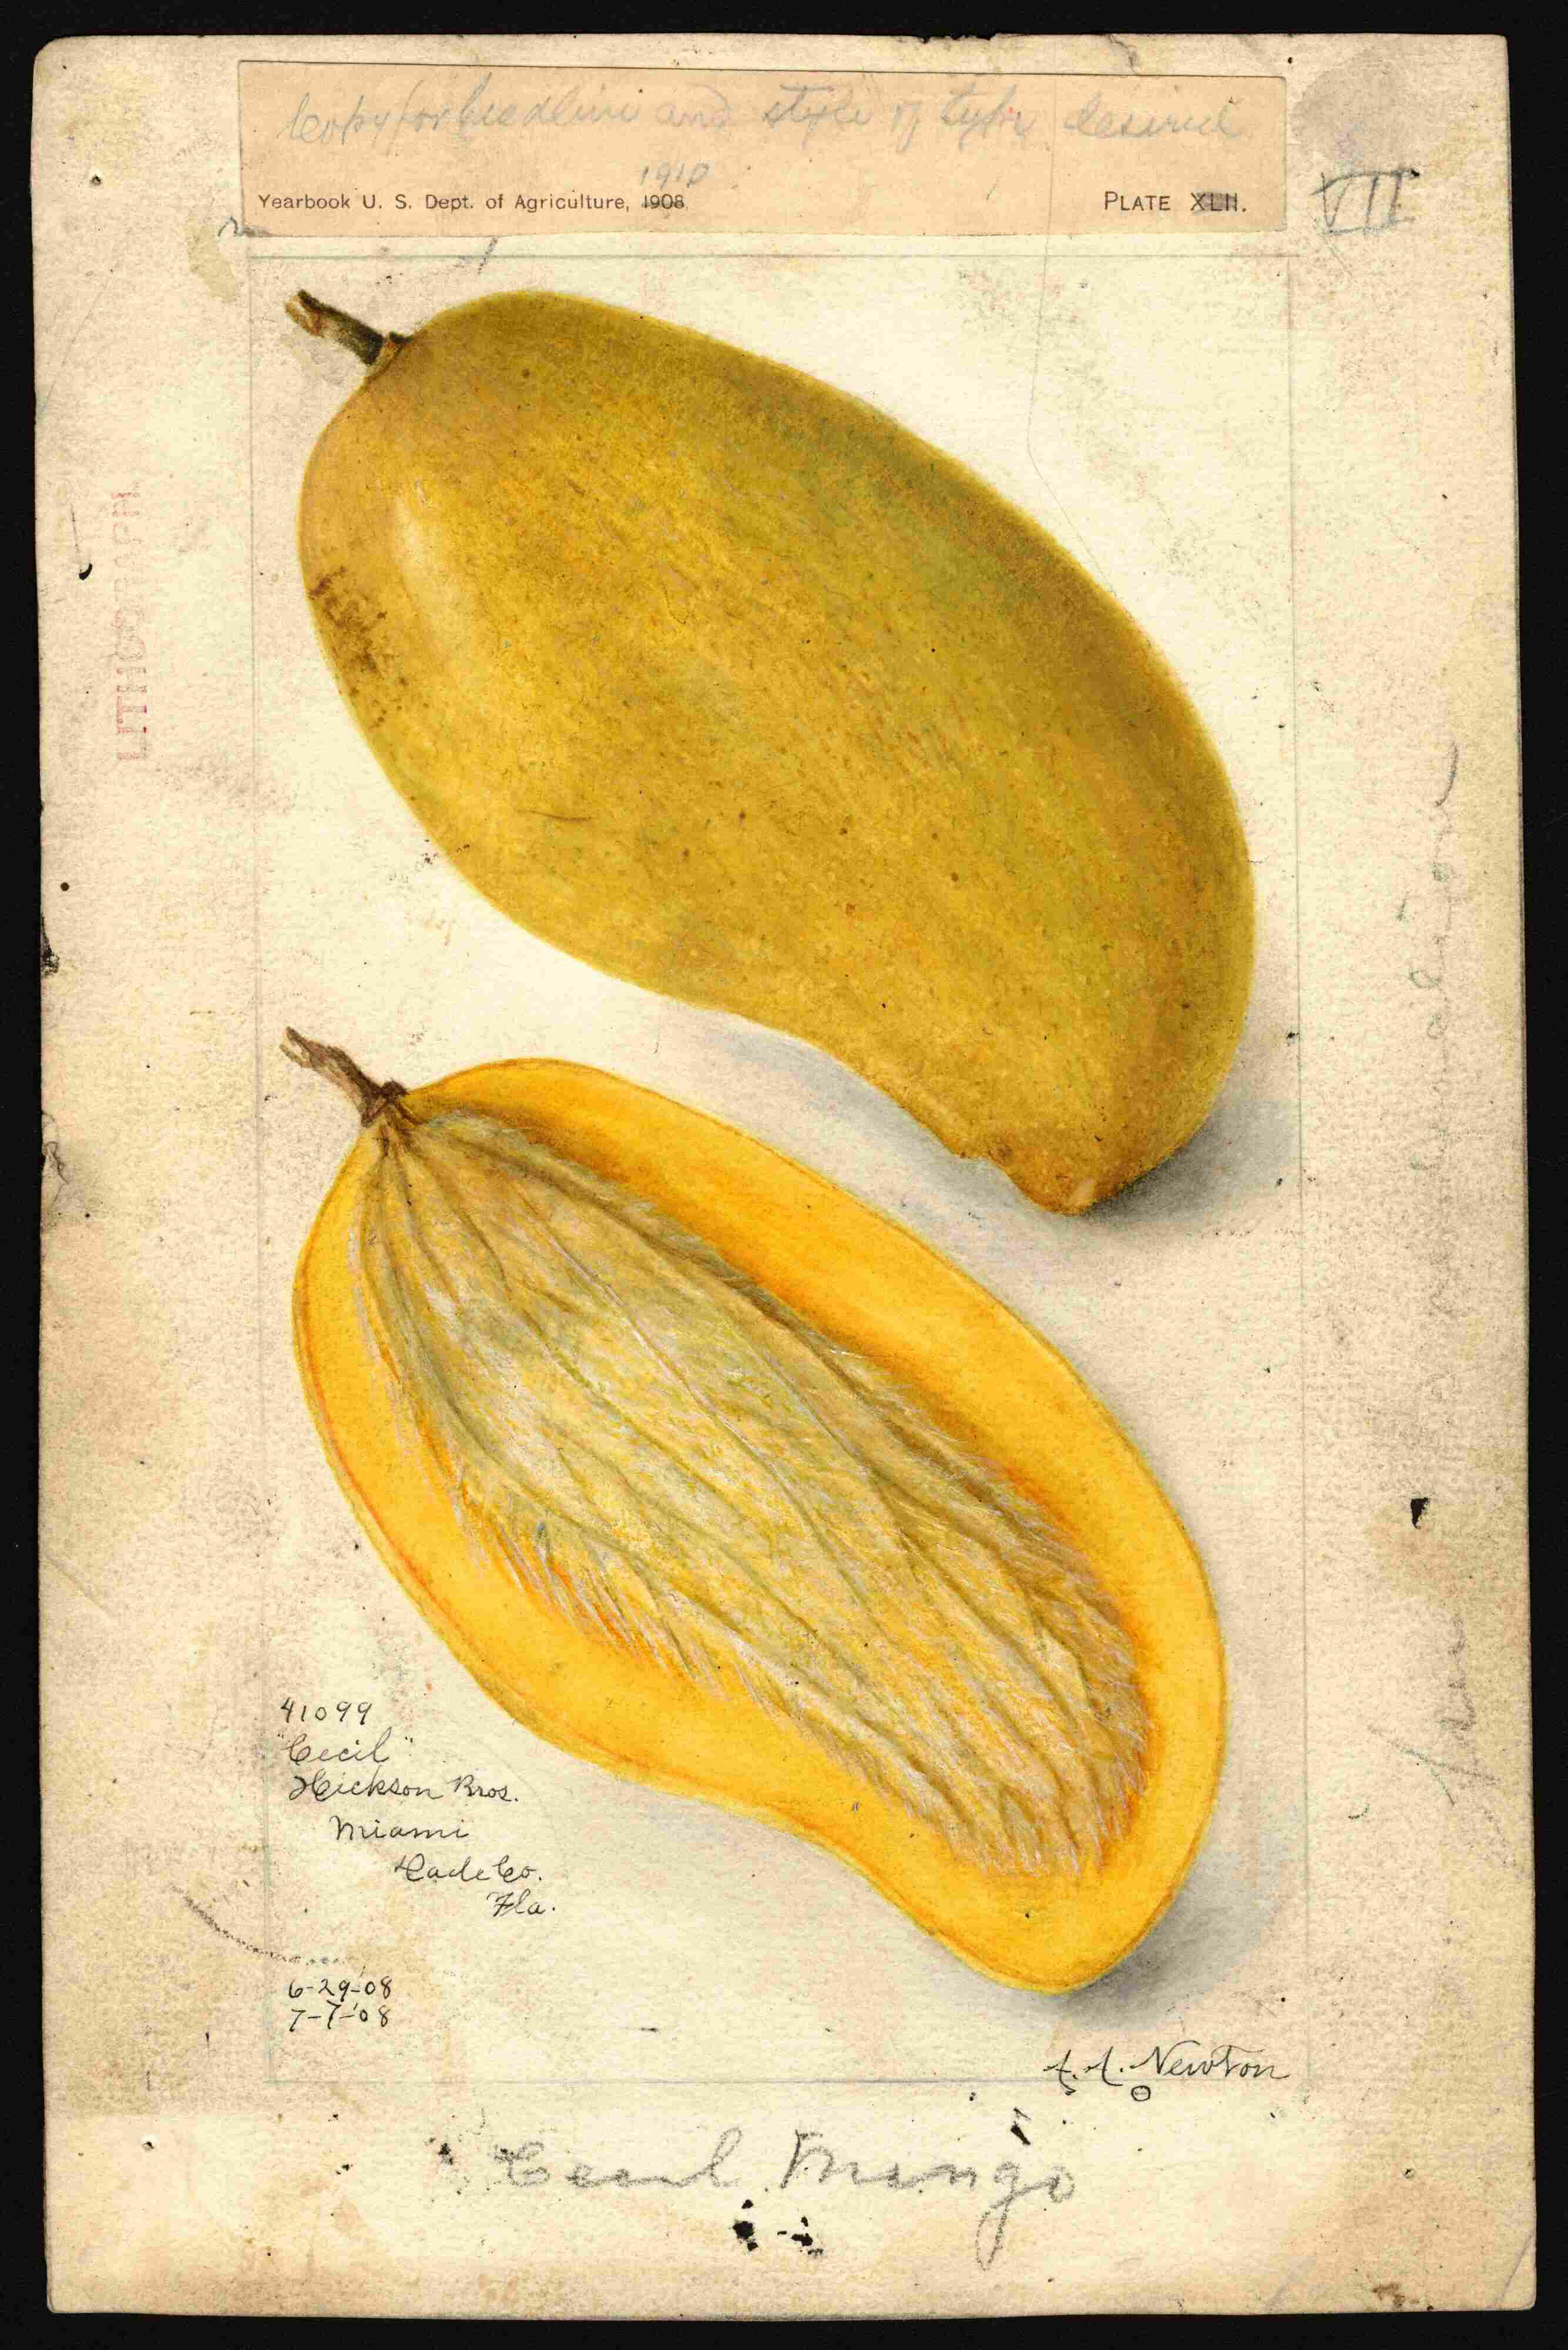 Copy for headline and style of type desired
1910
Yearbook U. S. Dept. of Agriculture, 1908.
PLATE XLII.
VII
41099
"Cecil"
Hickson Bros.
Miami
Dade Co.
Fla.
6-29-08
7-7-'08
A. A. Newton
Cecil Mango